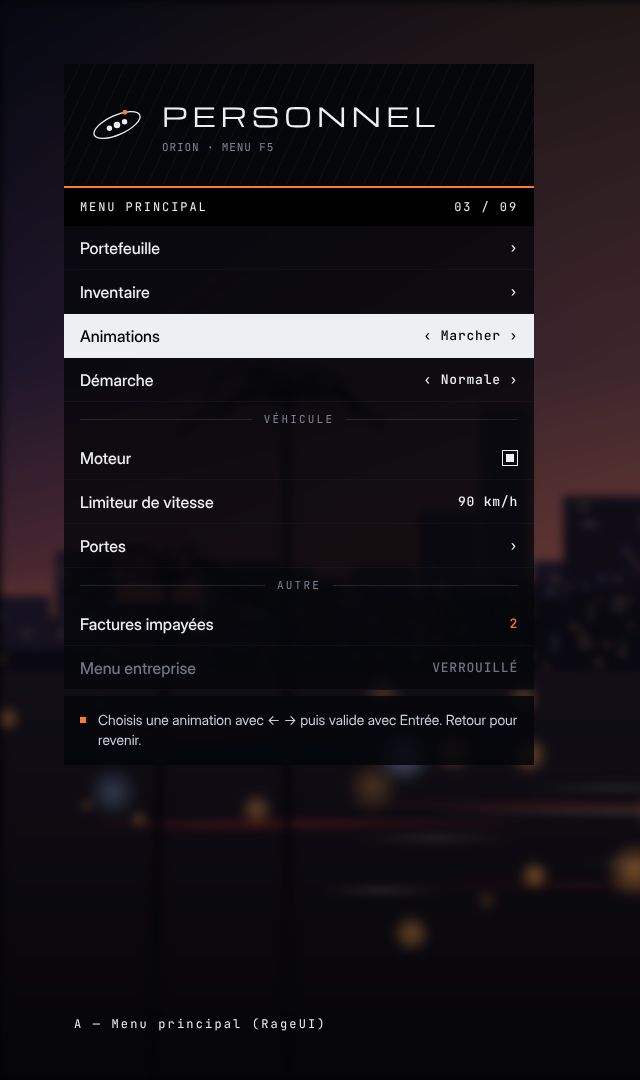 PERSONNEL
ORION · MENU F5
MENU PRINCIPAL 03 / 09
Portefeuille ›
Inventaire ›
Animations ‹ Marcher ›
Démarche ‹ Normale ›
VÉHICULE
Moteur
Limiteur de vitesse 90 km/h
Portes ›
AUTRE
Factures impayées 2
Menu entreprise VERROUILLÉ
Choisis une animation avec ← → puis valide avec Entrée. Retour pour
revenir.
A — Menu principal (RageUI)